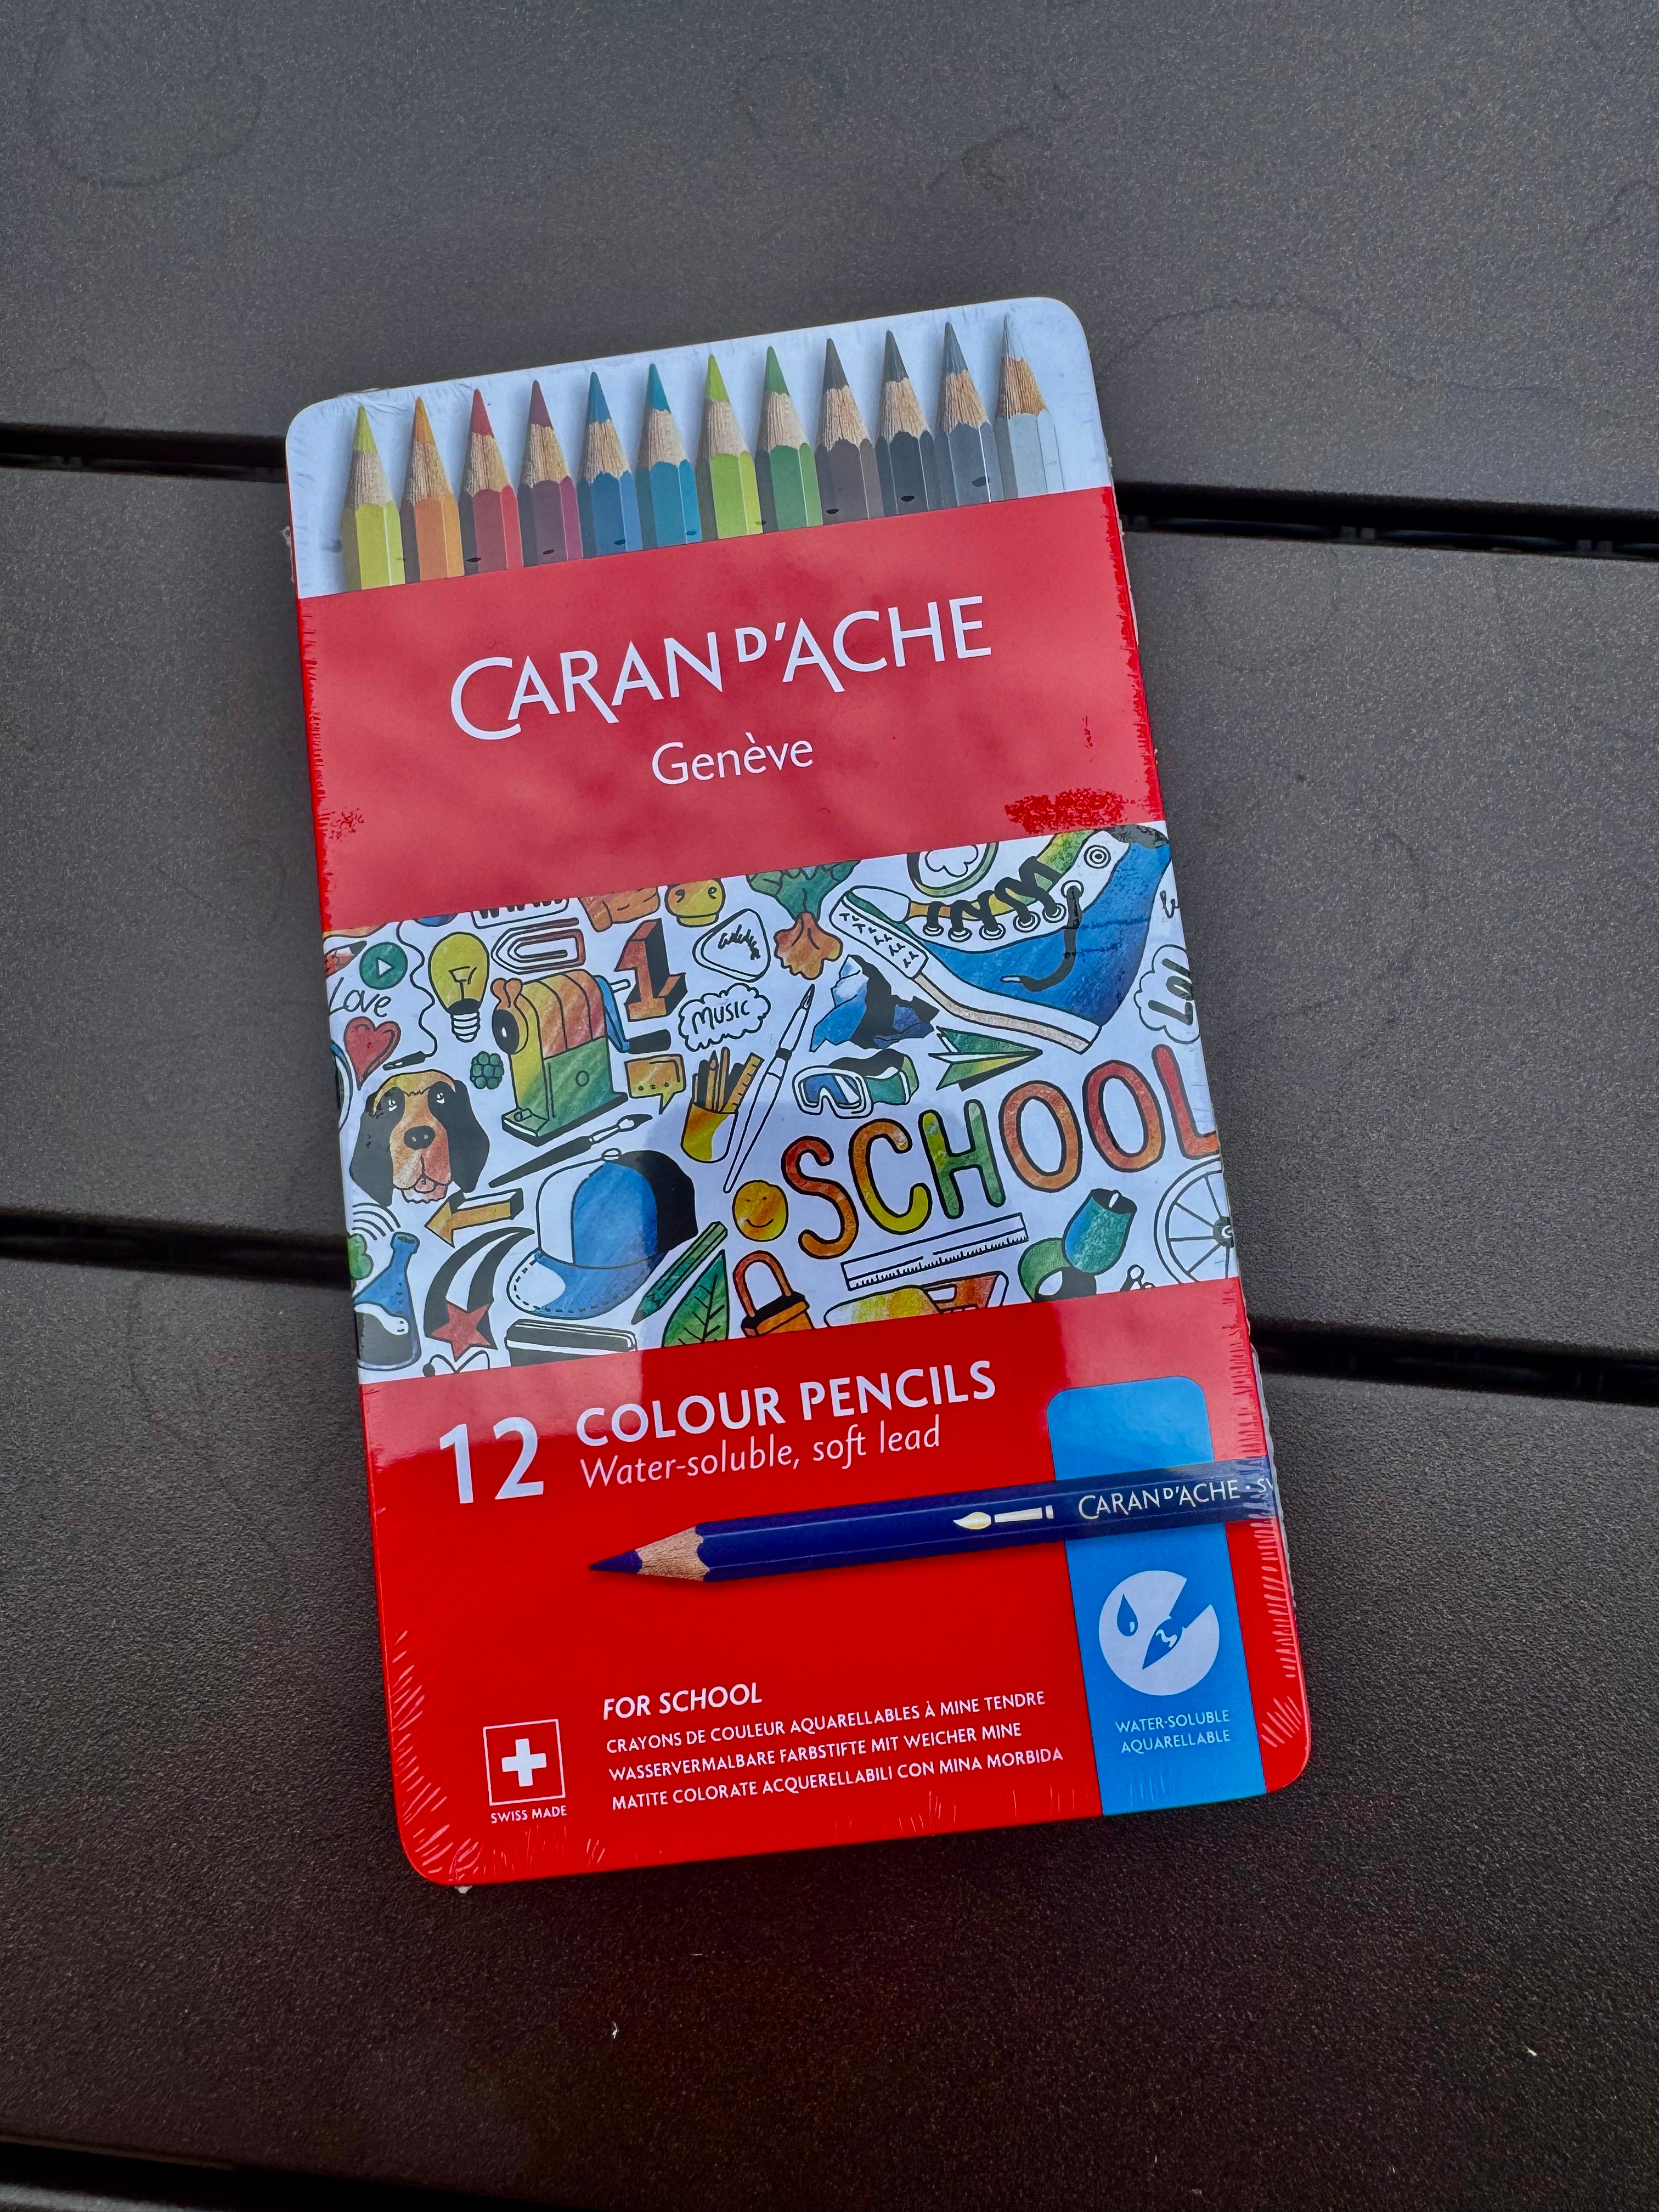 CARAN D'ACHE
Genève
LOVE
MUSIC
LOL
SCHOOL
12 COLOUR PENCILS
Water-soluble, soft lead
CARAN D'ACHE
FOR SCHOOL
CRAYONS DE COULEUR AQUARELLABLES À MINE TENDRE
WASSERVERMALBARE FARBSTIFTE MIT WEICHER MINE
MATITE COLORATE ACQUERELLABILI CON MINA MORBIDA
SWISS MADE
WATER-SOLUBLE
AQUARELLABLE